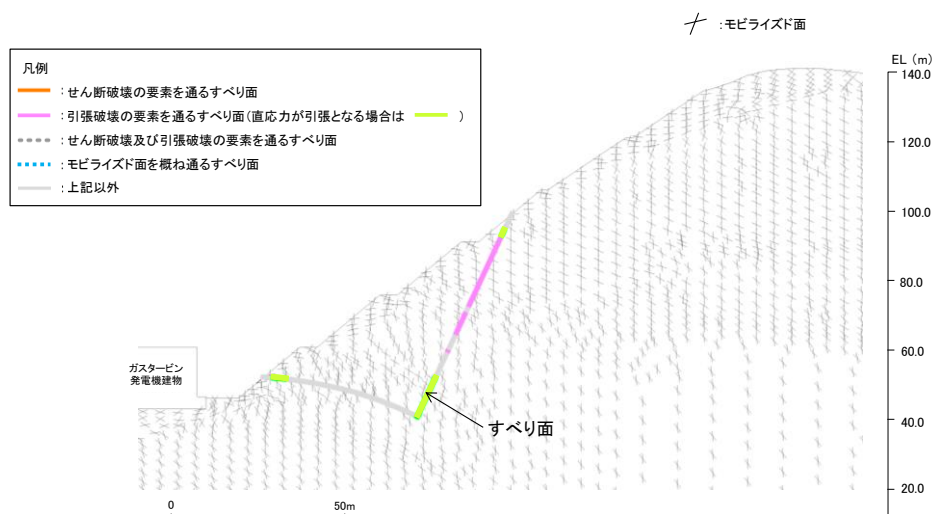 :モビライズド面
凡例
:せん断破壊の要素を通るすべり面
:引張破壊の要素を通るすべり面(直応力が引張となる場合は )
:せん断破壊及び引張破壊の要素を通るすべり面
:モビライズド面を概ね通るすべり面
:上記以外
EL (m)
140.0
120.0
100.0
80.0
60.0
40.0
20.0
ガスタービン
発電機建物
すべり面
0 50m